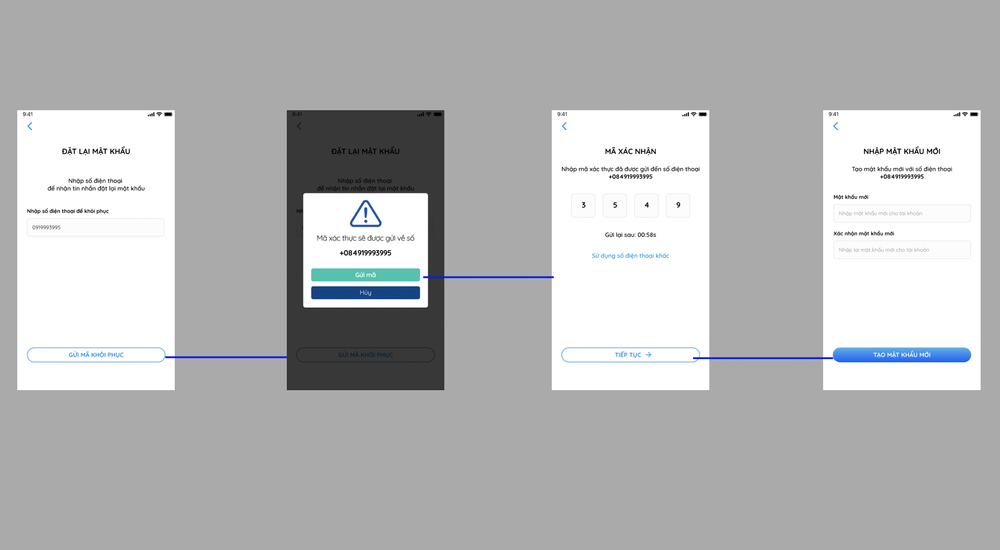 9:41
ĐẶT LẠI MẬT KHẨU
Nhập số điện thoại
để nhận tin nhắn đặt lại mật khẩu
Nhập số điện thoại để khôi phục
0919993995
GỬI MÃ KHÔI PHỤC
9:41
ĐẶT LẠI MẬT KHẨU
Nhập số điện thoại
để nhận tin nhắn đặt lại mật khẩu
Nh
Mã xác thực sẽ được gửi về số
+084919993995
Gửi mã
Hủy
GỬI MÃ KHÔI PHỤC
9:41
MÃ XÁC NHẬN
Nhập mã xác thực đã được gửi đến số điện thoại
+084919993995
3 5 4 9
Gửi lại sau: 00:58s
Sử dụng số điện thoại khác
TIẾP TỤC →
9:41
NHẬP MẬT KHẨU MỚI
Tạo mật khẩu mới với số điện thoại
+084919993995
Mật khẩu mới
Nhập mật khẩu mới cho tài khoản
Xác nhận mật khẩu mới
Nhập lại mật khẩu mới cho tài khoản
TẠO MẬT KHẨU MỚI